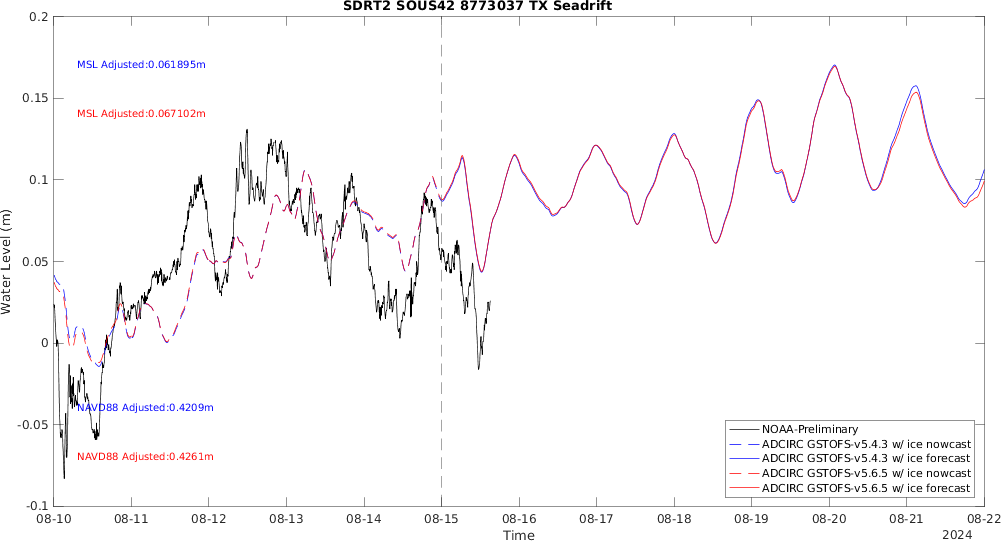 SDRT2 SOUS42 8773037 TX Seadrift
0.2
0.15
0.1
0.05
0
-0.05
-0.1
Water Level (m)
MSL Adjusted:0.061895m
MSL Adjusted:0.067102m
NAVD88 Adjusted:0.4209m
NAVD88 Adjusted:0.4261m
NOAA-Preliminary
ADCIRC GSTOFS-v5.4.3 w/ ice nowcast
ADCIRC GSTOFS-v5.4.3 w/ ice forecast
ADCIRC GSTOFS-v5.6.5 w/ ice nowcast
ADCIRC GSTOFS-v5.6.5 w/ ice forecast
08-10 08-11 08-12 08-13 08-14 08-15 08-16 08-17 08-18 08-19 08-20 08-21 08-22
Time
2024